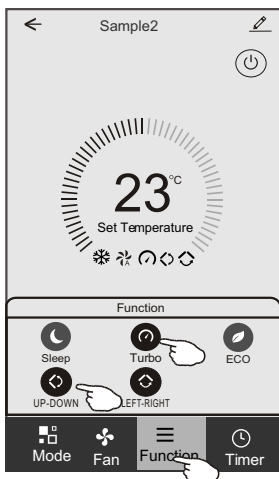 Sample2
23°C
Set Temperature
A
Function
Sleep Turbo ECO
UP-DOWN LEFT-RIGHT
Mode Fan Function Timer